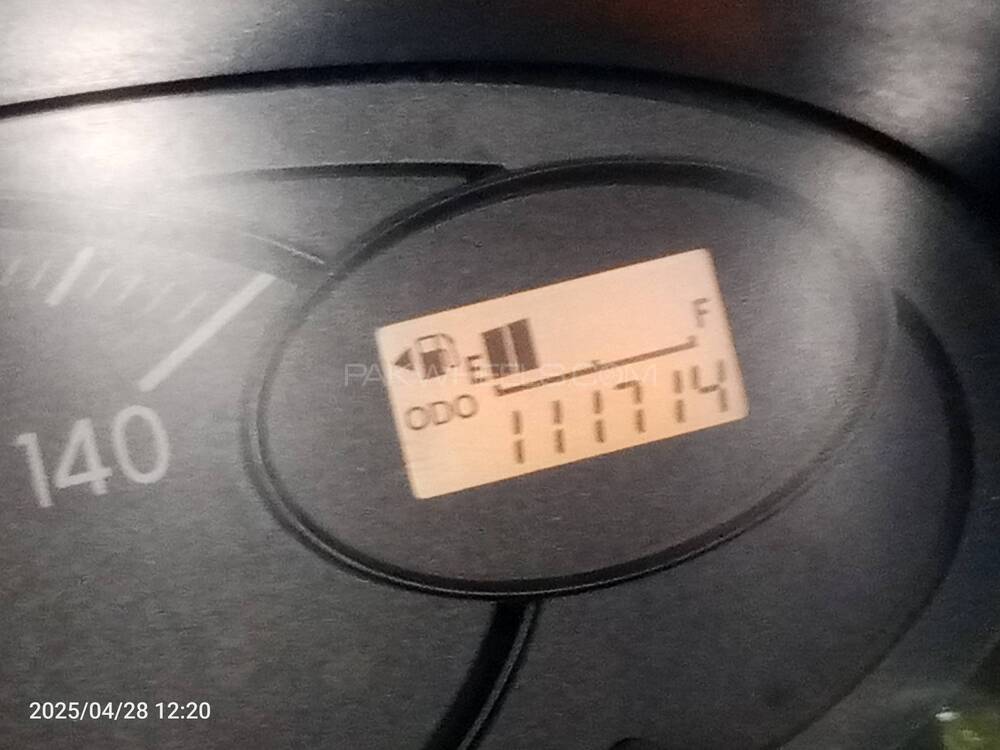 F
E
ODO 111714
140
PAKWHEELS.COM
2025/04/28 12:20